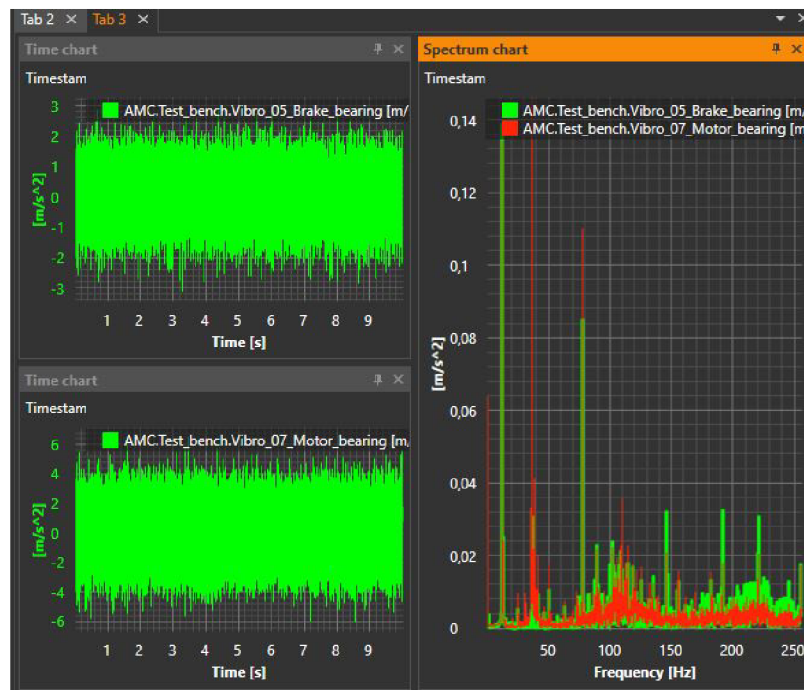 Tab 2 × Tab 3 ×
Time chart
Timestam
AMC.Test_bench.Vibro_05_Brake_bearing [m/
[m/s^2]
3
2
1
0
-1
-2
-3
1 2 3 4 5 6 7 8 9
Time [s]
Time chart
Timestam
AMC.Test_bench.Vibro_07_Motor_bearing [m/
[m/s^2]
6
4
2
0
-2
-4
-6
1 2 3 4 5 6 7 8 9
Time [s]
Spectrum chart
Timestam
AMC.Test_bench.Vibro_05_Brake_bearing [m/
AMC.Test_bench.Vibro_07_Motor_bearing [m
[m/s^2]
0,14
0,12
0,1
0,08
0,06
0,04
0,02
0
50 100 150 200 250
Frequency [Hz]